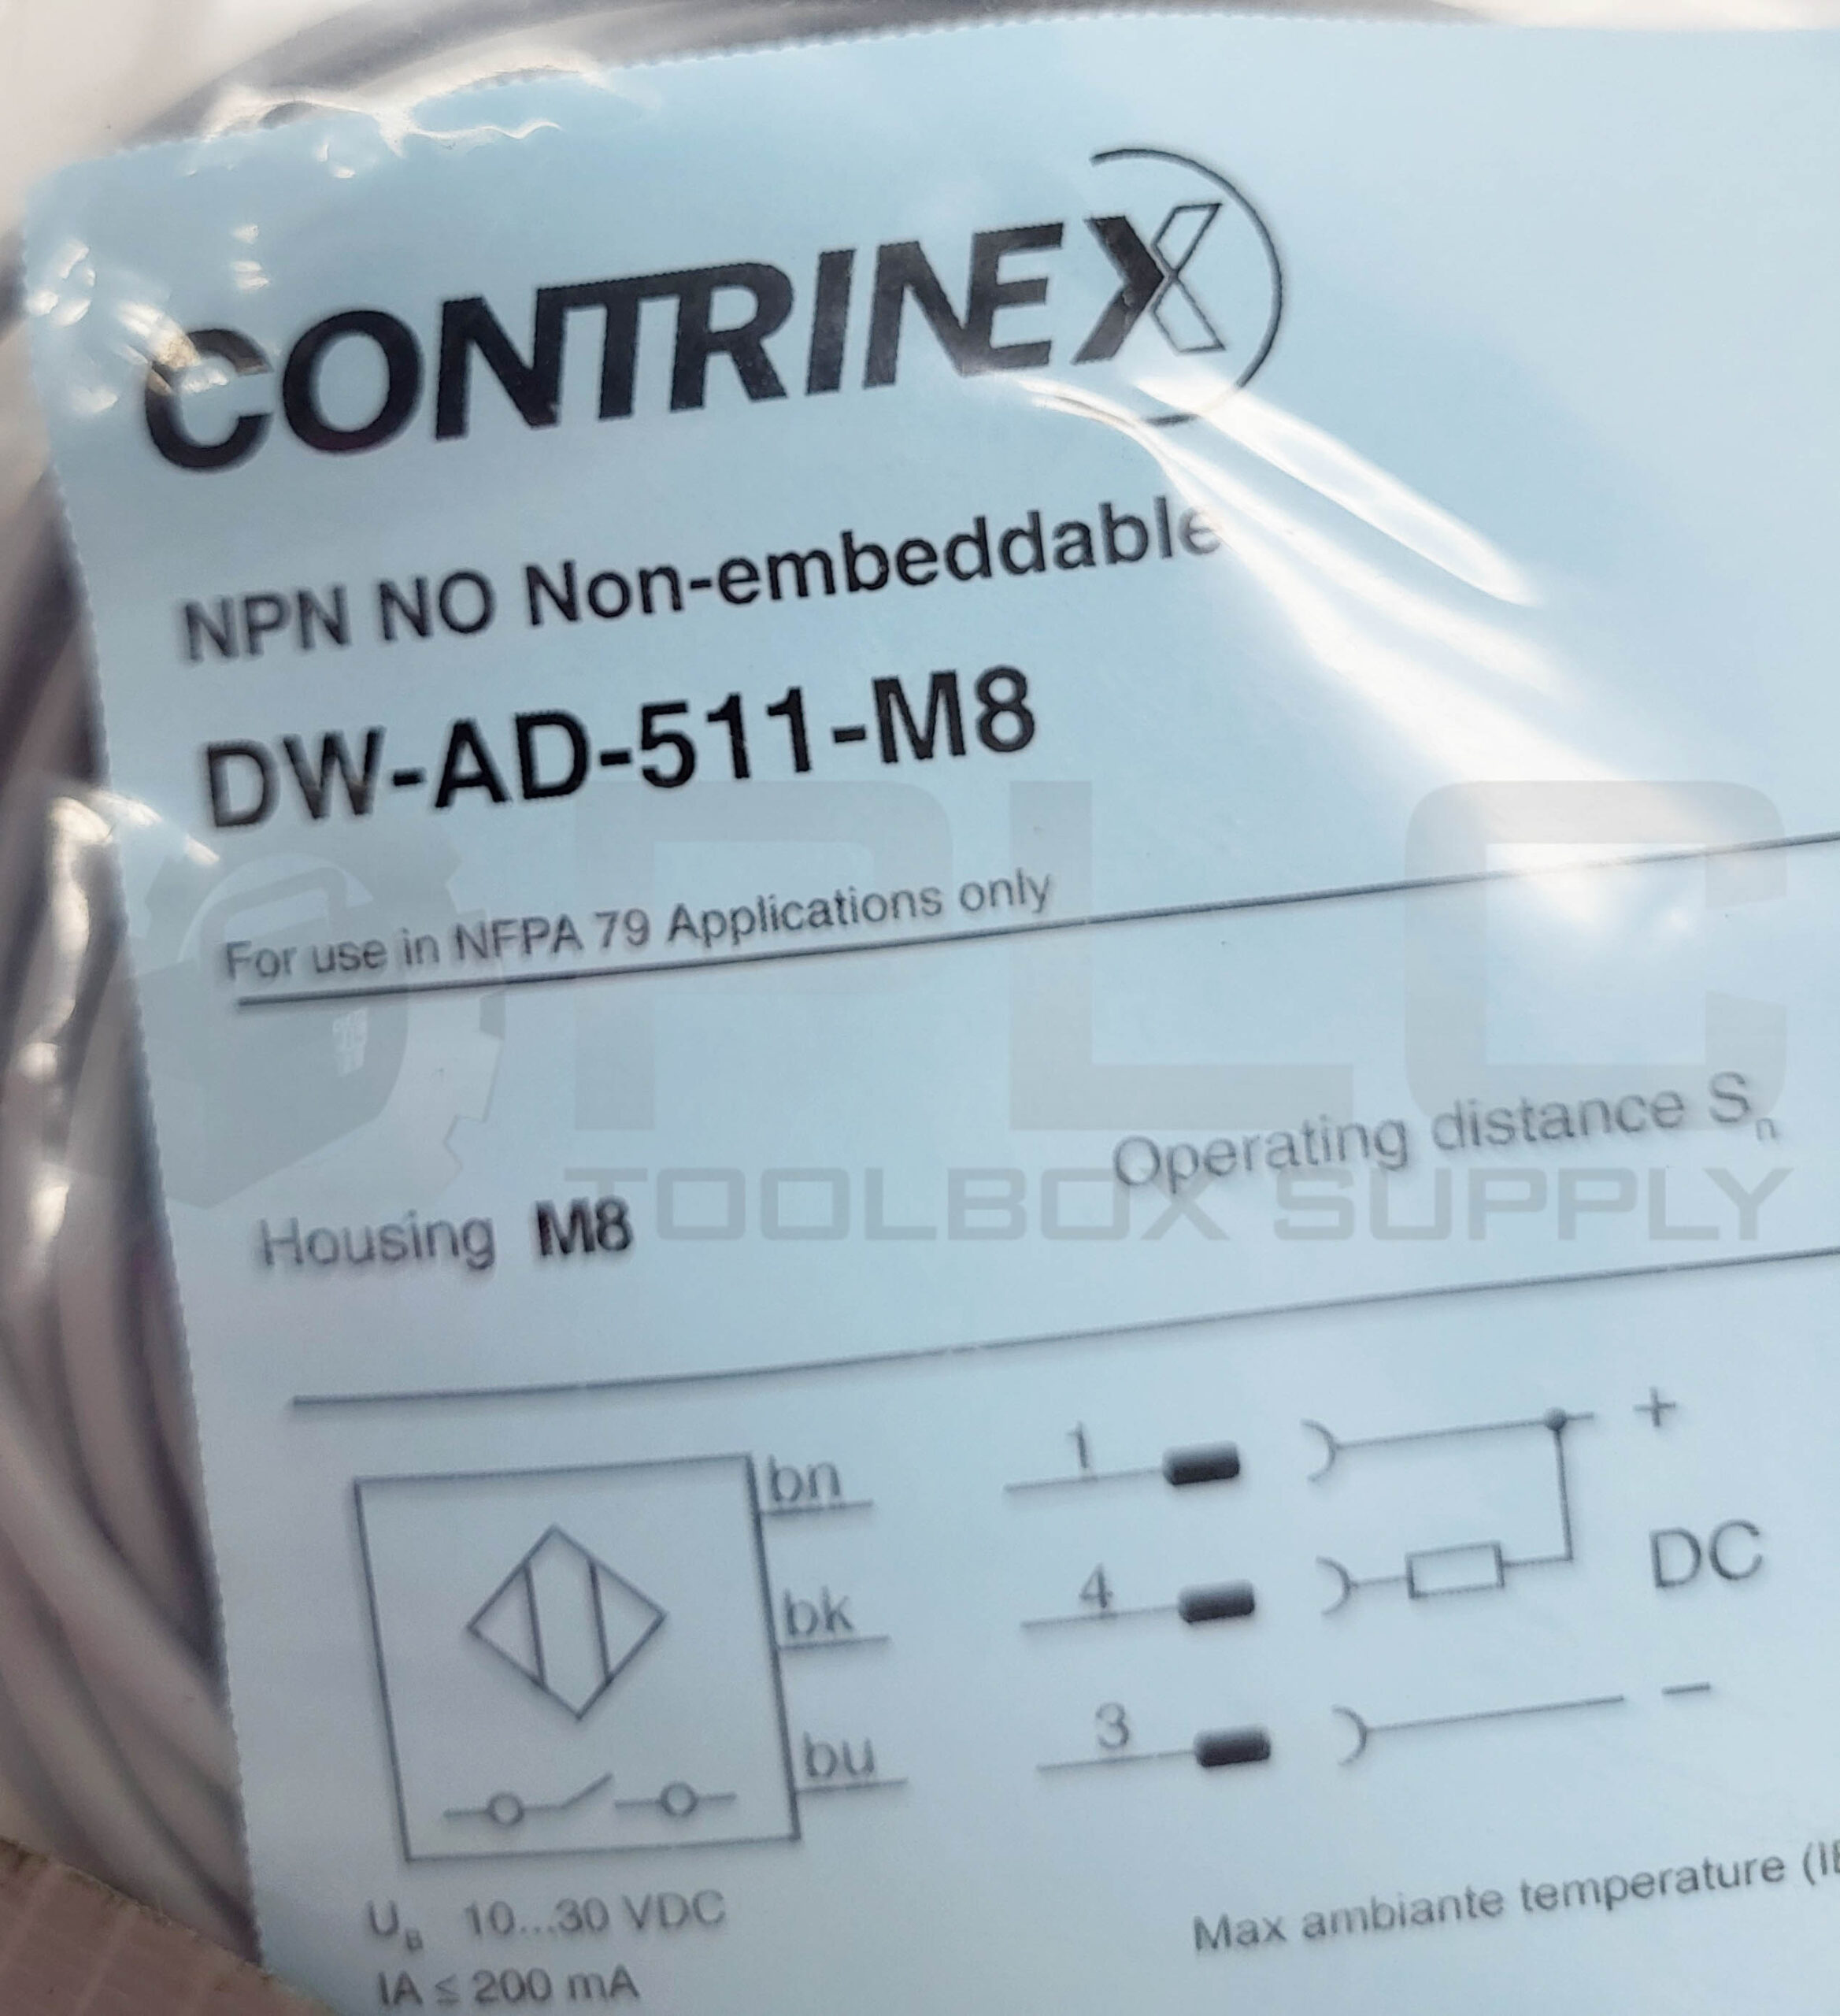 CONTRINEX
NPN NO Non-embeddable
DW-AD-511-M8
For use in NFPA 79 Applications only
PLC
TOOLBOX SUPPLY
Operating distance Sn
Housing M8
bn 1 +
bk 4 DC
bu 3 −
UB 10...30 VDC
IA ≤ 200 mA
Max ambiante temperature